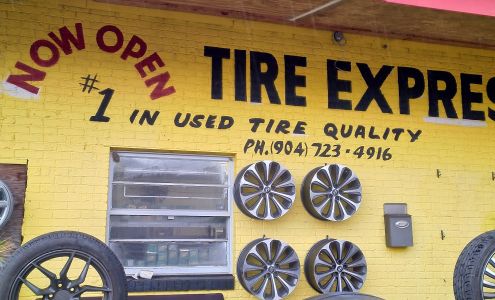 NOW OPEN
TIRE EXPRES
#1 IN USED TIRE QUALITY
PH.(904)723-4916